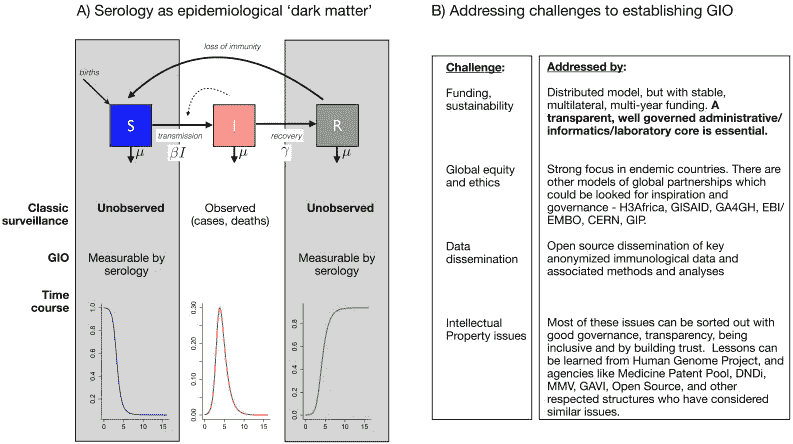 A) Serology as epidemiological ‘dark matter’
loss of immunity
births
S
I
R
transmission
recovery
βI
γ
μ
μ
μ
Classic
surveillance
Unobserved
Observed
(cases, deaths)
Unobserved
GIO
Measurable by
serology
Measurable by
serology
Time
course
1.0
0.8
0.6
0.4
0.2
0 5 10 15
0.30
0.20
0.10
0.00
0 5 10 15
0.8
0.6
0.4
0.2
0.0
0 5 10 15
B) Addressing challenges to establishing GIO
Challenge:
Addressed by:
Funding,
sustainability
Distributed model, but with stable,
multilateral, multi-year funding. A
transparent, well governed administrative/
informatics/laboratory core is essential.
Global equity
and ethics
Strong focus in endemic countries. There are
other models of global partnerships which
could be looked for inspiration and
governance - H3Africa, GISAID, GA4GH, EBI/
EMBO, CERN, GIP.
Data
dissemination
Open source dissemination of key
anonymized immunological data and
associated methods and analyses
Intellectual
Property issues
Most of these issues can be sorted out with
good governance, transparency, being
inclusive and by building trust. Lessons can
be learned from Human Genome Project, and
agencies like Medicine Patent Pool, DNDi,
MMV, GAVI, Open Source, and other
respected structures who have considered
similar issues.